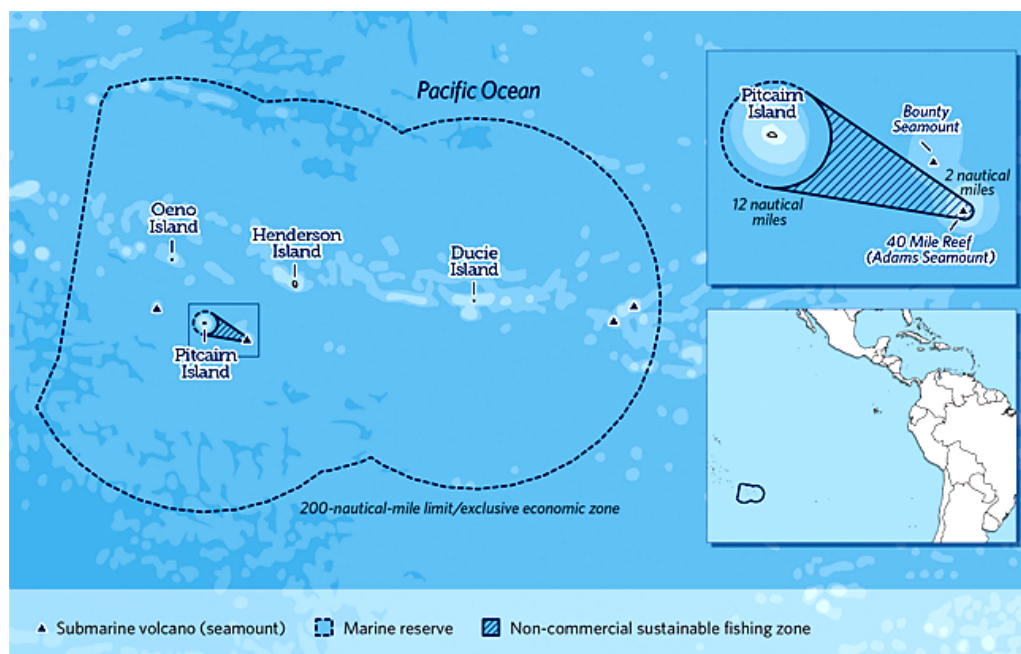 Pacific Ocean
Oeno
Island
Henderson
Island
Ducie
Island
Pitcairn
Island
200-nautical-mile limit/exclusive economic zone
Pitcairn
Island
Bounty
Seamount
2 nautical
miles
12 nautical
miles
40 Mile Reef
(Adams Seamount)
Submarine volcano (seamount)
Marine reserve
Non-commercial sustainable fishing zone